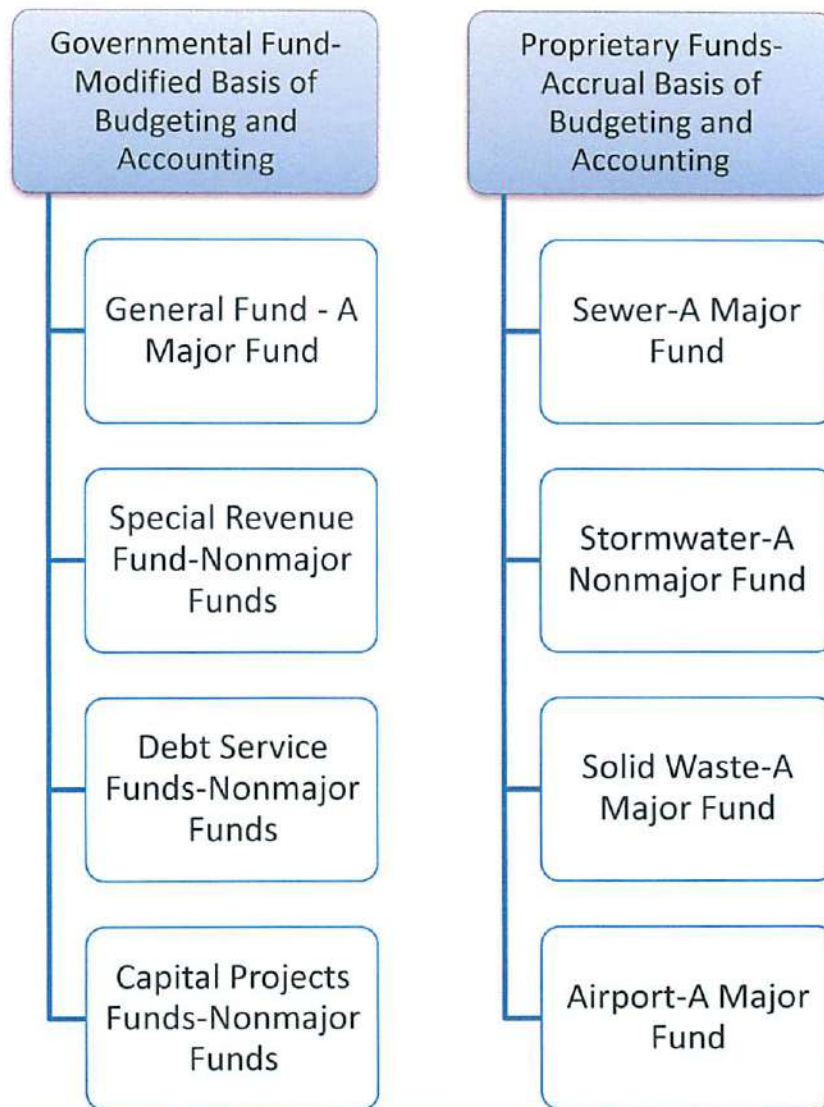 Governmental Fund-
Modified Basis of
Budgeting and
Accounting
General Fund - A
Major Fund
Special Revenue
Fund-Nonmajor
Funds
Debt Service
Funds-Nonmajor
Funds
Capital Projects
Funds-Nonmajor
Funds
Proprietary Funds-
Accrual Basis of
Budgeting and
Accounting
Sewer-A Major
Fund
Stormwater-A
Nonmajor Fund
Solid Waste-A
Major Fund
Airport-A Major
Fund